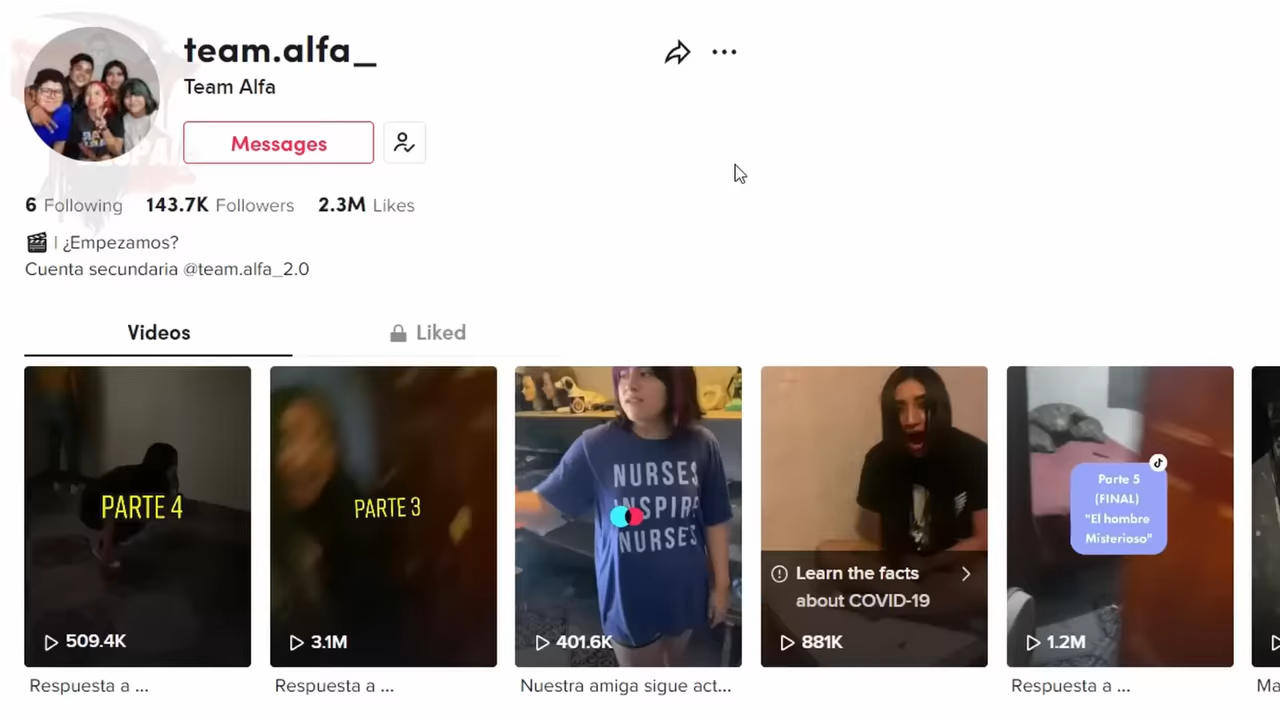 team.alfa_
Team Alfa
Messages
6 Following 143.7K Followers 2.3M Likes
| ¿Empezamos?
Cuenta secundaria @team.alfa_2.0
Videos Liked
PARTE 4
509.4K
Respuesta a ...
PARTE 3
3.1M
Respuesta a ...
NURSES
INSPIRE
NURSES
401.6K
Nuestra amiga sigue act...
Learn the facts
about COVID-19
881K
Parte 5
(FINAL)
"El hombre
Misterioso"
1.2M
Respuesta a ...
Ma